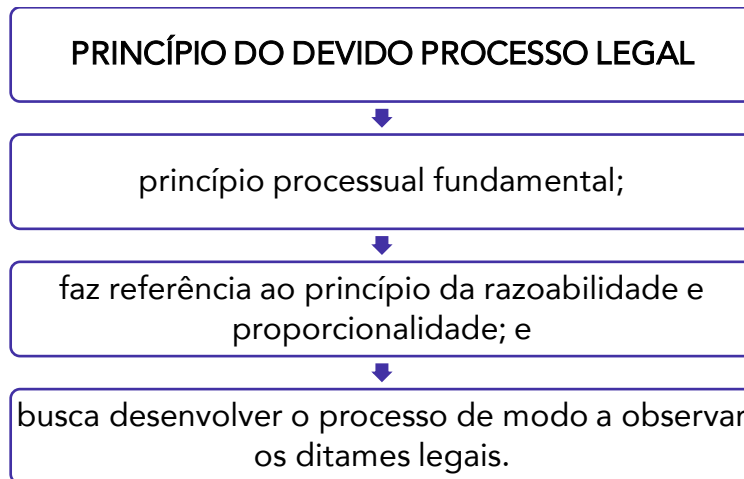 PRINCÍPIO DO DEVIDO PROCESSO LEGAL
princípio processual fundamental;
faz referência ao princípio da razoabilidade e
proporcionalidade; e
busca desenvolver o processo de modo a observar
os ditames legais.